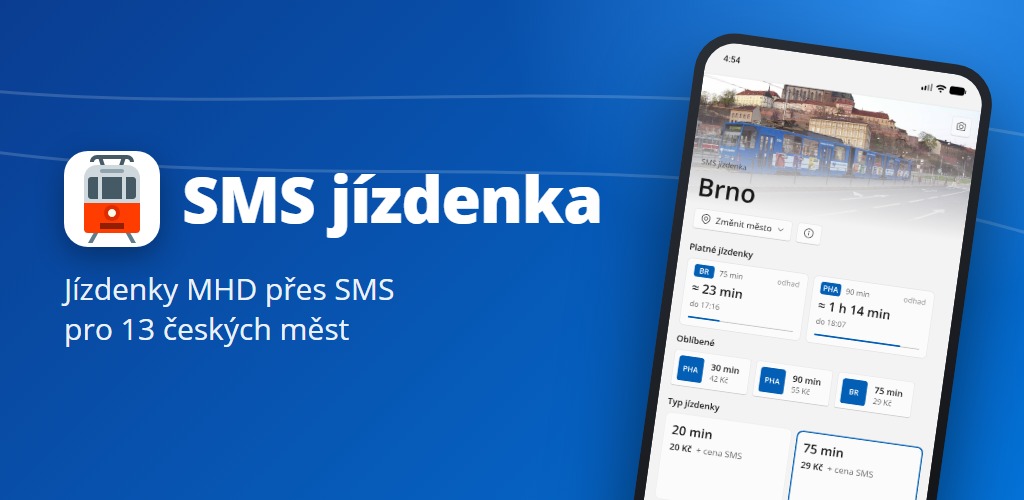 SMS jízdenka
Jízdenky MHD přes SMS
pro 13 českých měst
4:54
SMS jízdenka
Brno
Změnit město
Platné jízdenky
BR 75 min odhad
≈ 23 min
do 17:16
PHA 90 min odhad
≈ 1 h 14 min
do 18:07
Oblíbené
PHA 30 min
42 Kč
PHA 90 min
55 Kč
BR 75 min
29 Kč
Typ jízdenky
20 min
20 Kč + cena SMS
75 min
29 Kč + cena SMS